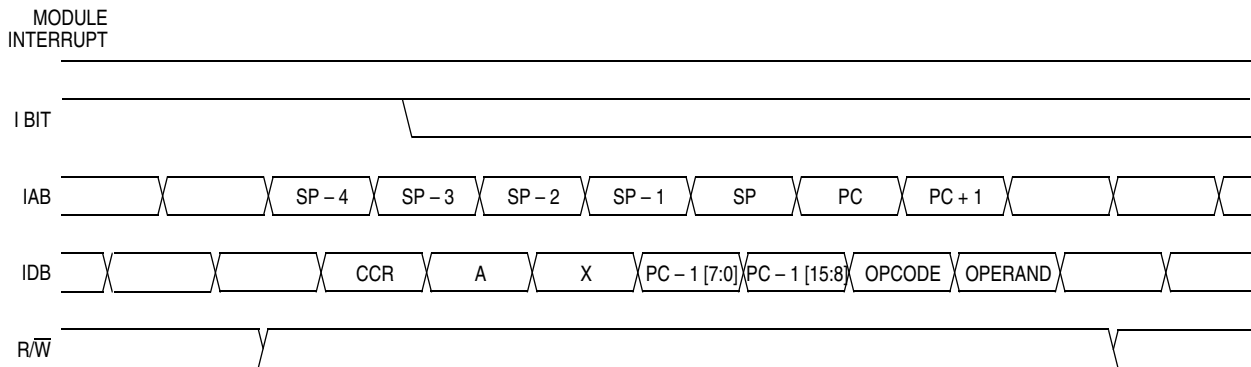 MODULE
INTERRUPT
I BIT
IAB SP – 4 SP – 3 SP – 2 SP – 1 SP PC PC + 1
IDB CCR A X PC – 1 [7:0] PC – 1 [15:8] OPCODE OPERAND
R/W̅